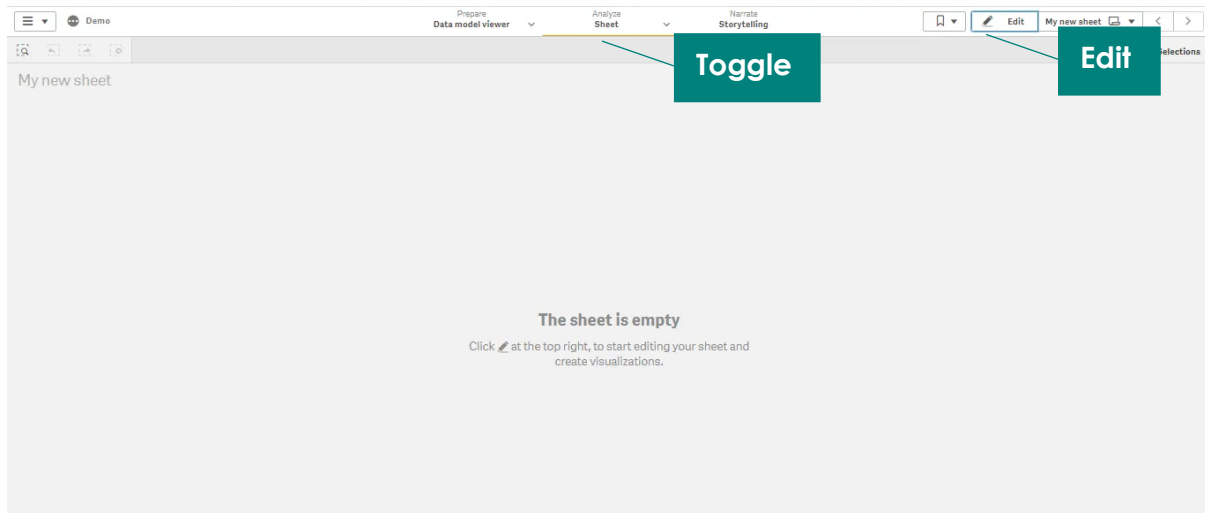 Demo
Prepare
Data model viewer
Analyze
Sheet
Narrate
Storytelling
Edit
My new sheet
Toggle
Edit
Selections
My new sheet
The sheet is empty
Click at the top right, to start editing your sheet and
create visualizations.